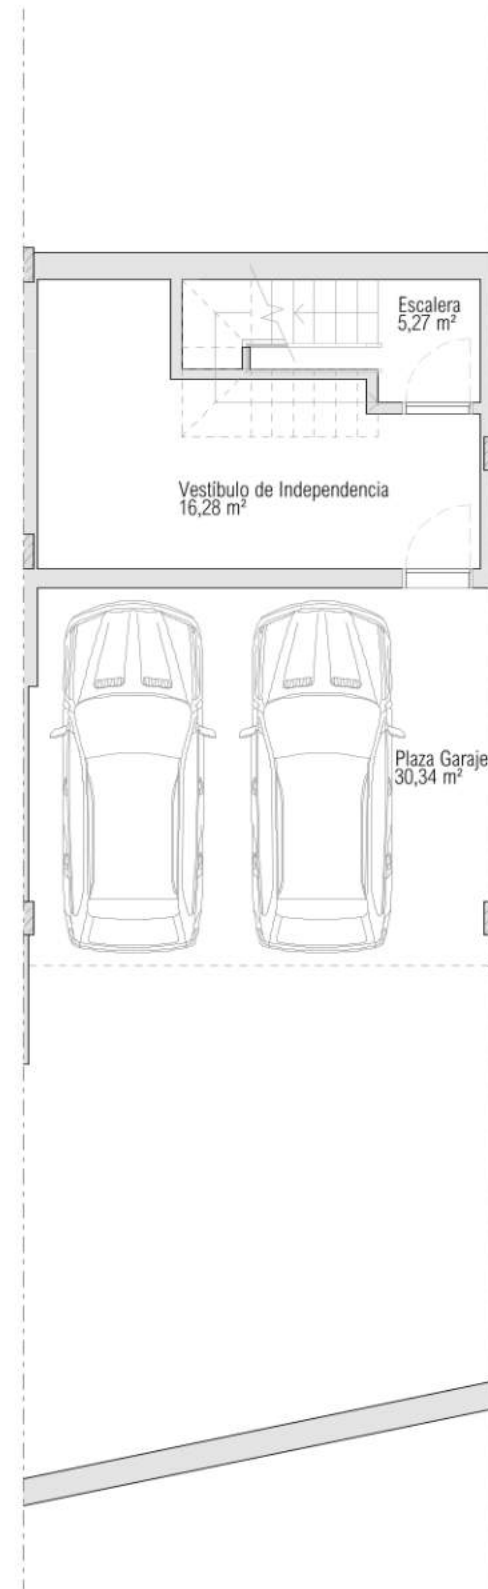 Escalera
5,27 m²
Vestíbulo de Independencia
16,28 m²
Plaza Garaje
30,34 m²